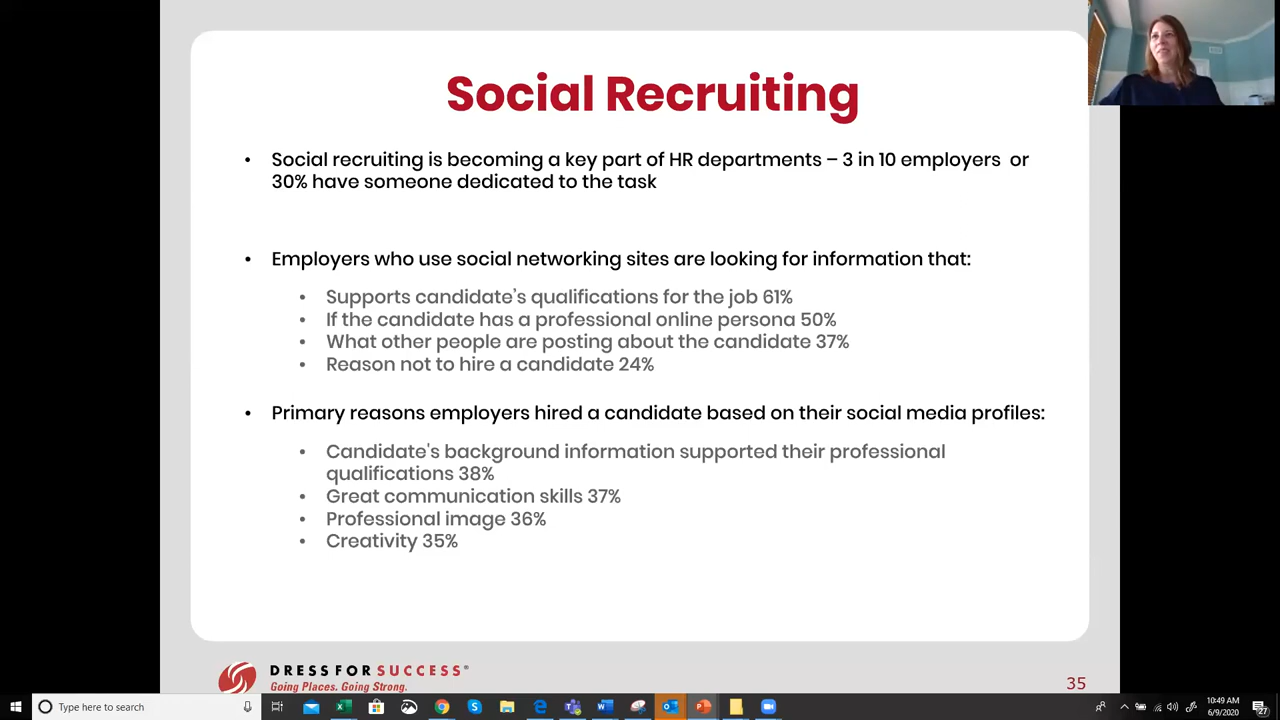 Social Recruiting
• Social recruiting is becoming a key part of HR departments – 3 in 10 employers or
30% have someone dedicated to the task
• Employers who use social networking sites are looking for information that:
• Supports candidate's qualifications for the job 61%
• If the candidate has a professional online persona 50%
• What other people are posting about the candidate 37%
• Reason not to hire a candidate 24%
• Primary reasons employers hired a candidate based on their social media profiles:
• Candidate's background information supported their professional
qualifications 38%
• Great communication skills 37%
• Professional image 36%
• Creativity 35%
DRESS FOR SUCCESS®
Going Places. Going Strong.
35
Type here to search
10:49 AM
6/9/2020
27